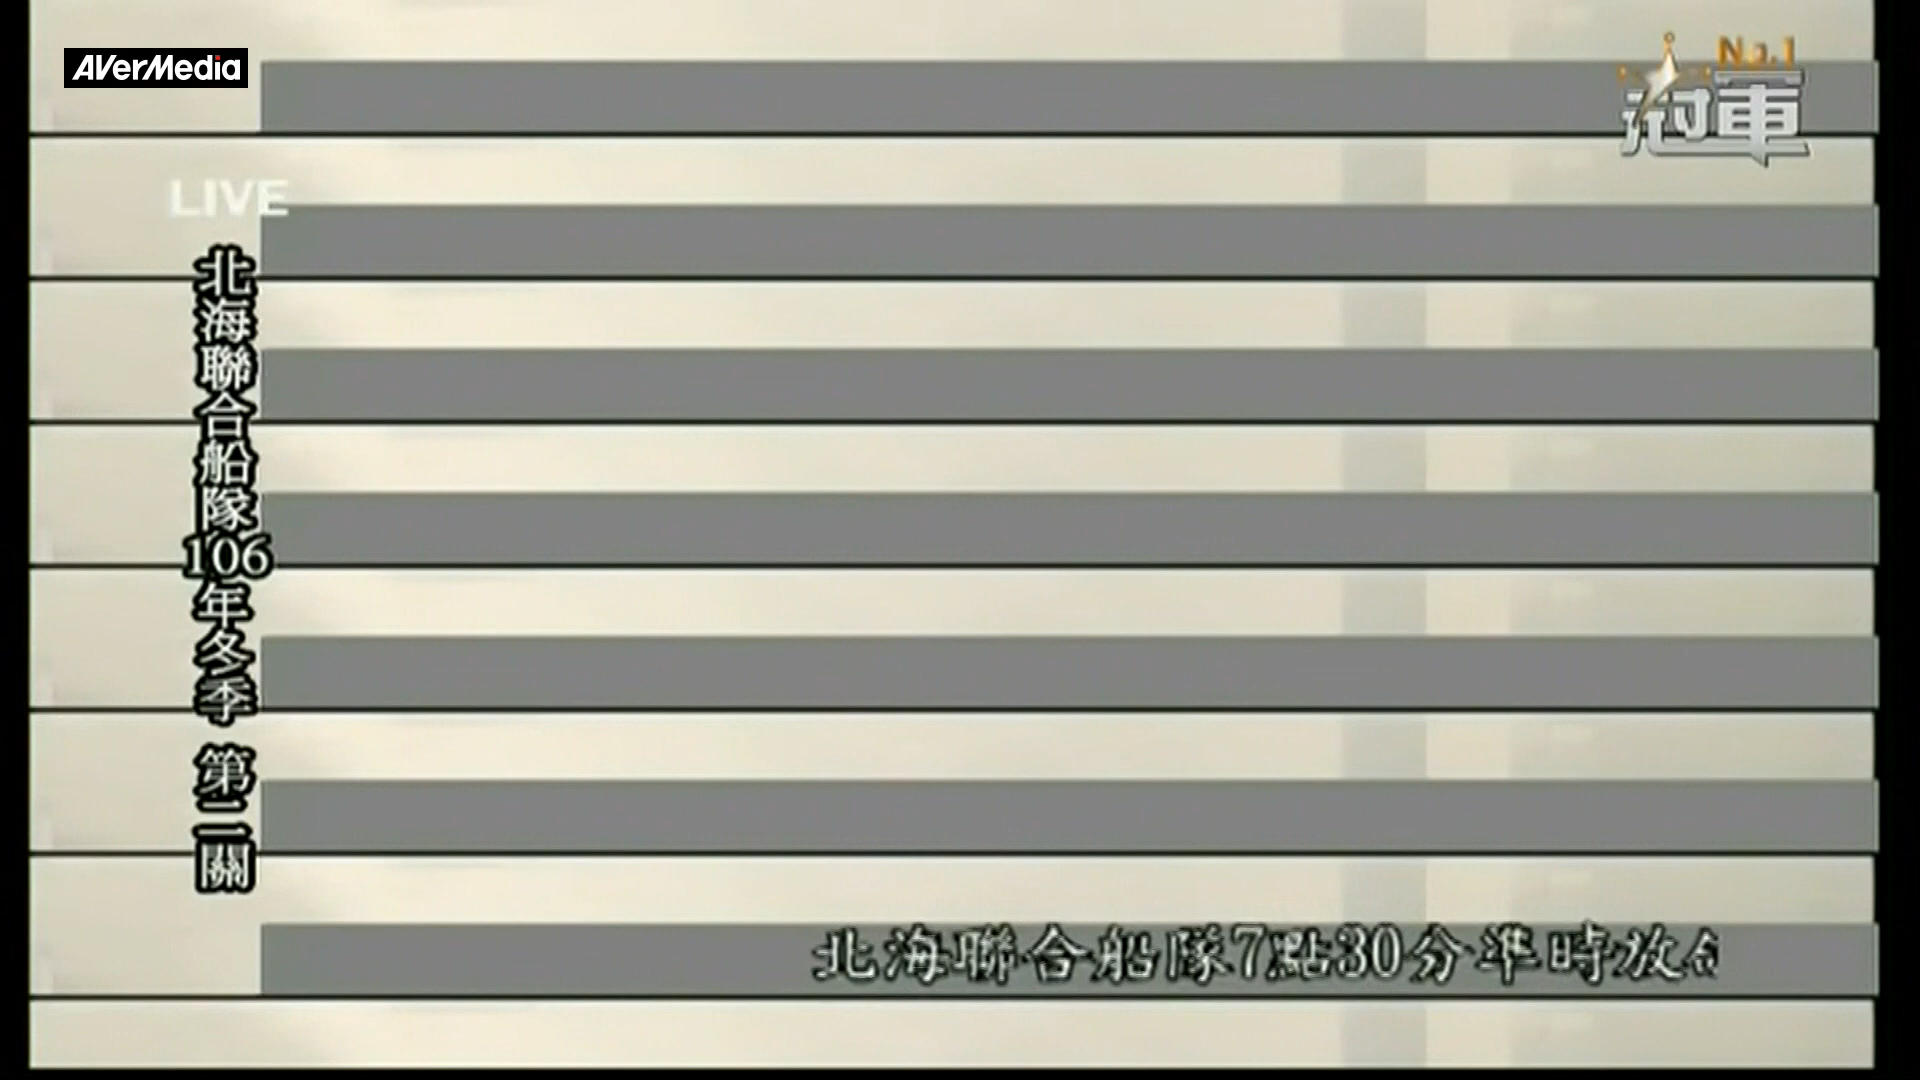 AVerMedia
No.1
冠軍
LIVE
北海聯合船隊106年冬季 第二關
北海聯合船隊7點30分準時放